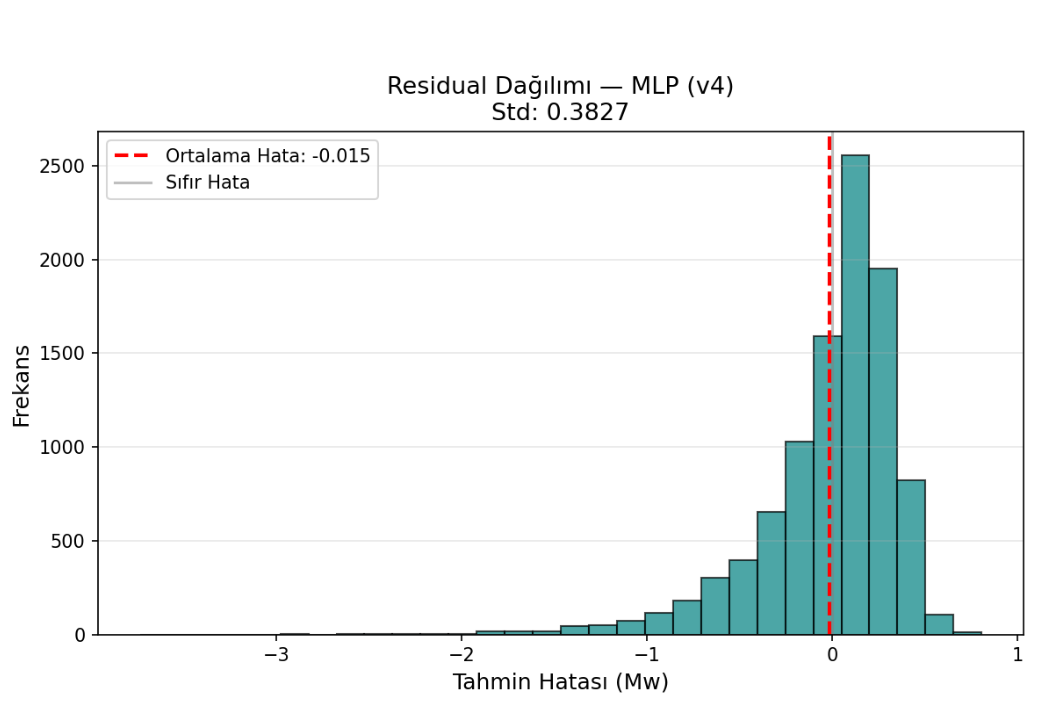 Residual Dağılımı — MLP (v4)
Std: 0.3827
Ortalama Hata: -0.015
Sıfır Hata
2500
2000
1500
1000
500
0
Frekans
−3
−2
−1
0
1
Tahmin Hatası (Mw)